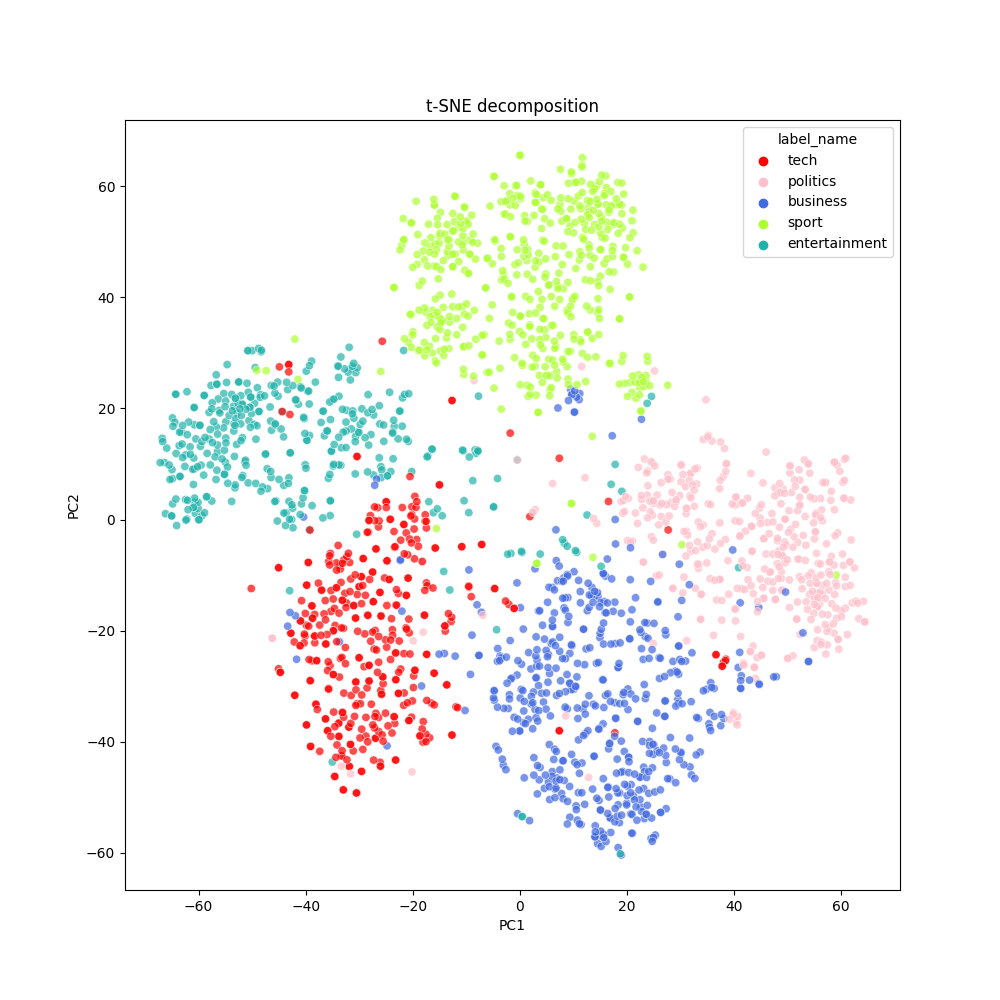 t-SNE decomposition
label_name
tech
politics
business
sport
entertainment
60
40
20
0
−20
−40
−60
PC2
−60 −40 −20 0 20 40 60
PC1